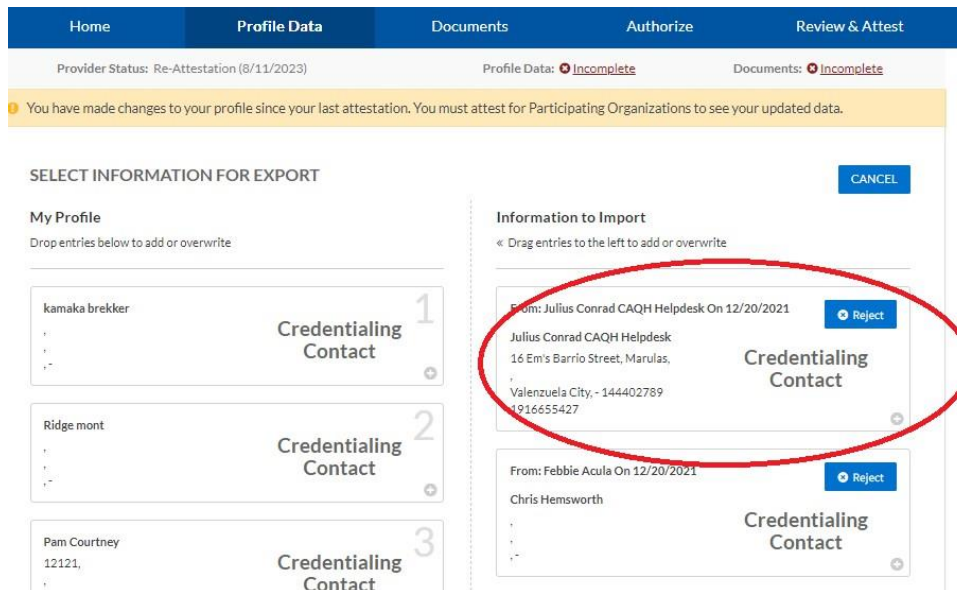 Home Profile Data Documents Authorize Review & Attest
Provider Status: Re-Attestation (8/11/2023) Profile Data: Incomplete Documents: Incomplete
You have made changes to your profile since your last attestation. You must attest for Participating Organizations to see your updated data.
SELECT INFORMATION FOR EXPORT
CANCEL
My Profile
Drop entries below to add or overwrite
kamaka brekker
1
,
,
, -
Credentialing
Contact
Ridge mont
2
,
,
, -
Credentialing
Contact
Pam Courtney
3
12121,
,
Credentialing
Contact
Information to Import
« Drag entries to the left to add or overwrite
From: Julius Conrad CAQH Helpdesk On 12/20/2021
Reject
Julius Conrad CAQH Helpdesk
16 Em's Barrio Street, Marulas,
,
Valenzuela City, - 144402789
1916655427
Credentialing
Contact
From: Febbie Acula On 12/20/2021
Reject
Chris Hemsworth
,
,
, -
Credentialing
Contact